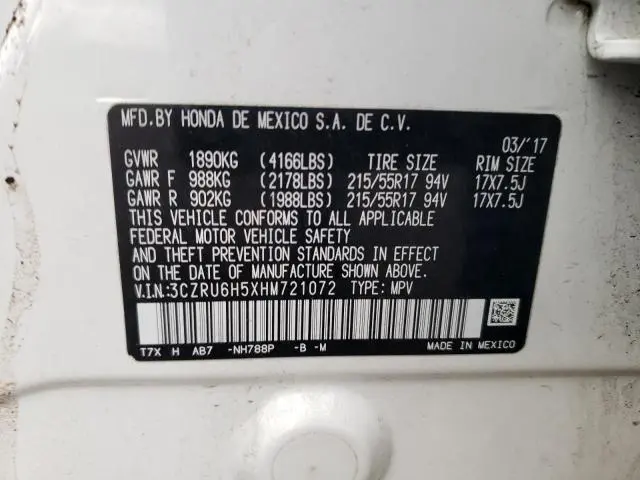 MFD.BY HONDA DE MEXICO S.A. DE C.V.
03/'17
GVWR 1890KG (4166LBS) TIRE SIZE RIM SIZE
GAWR F 988KG (2178LBS) 215/55R17 94V 17X7.5J
GAWR R 902KG (1988LBS) 215/55R17 94V 17X7.5J
THIS VEHICLE CONFORMS TO ALL APPLICABLE
FEDERAL MOTOR VEHICLE SAFETY
AND THEFT PREVENTION STANDARDS IN EFFECT ON
THE DATE OF MANUFACTURE SHOWN ABOVE.
V.I.N.:3CZRU6H5XHM721072 TYPE: MPV
T7X H AB7 -NH788P -B -M MADE IN MEXICO